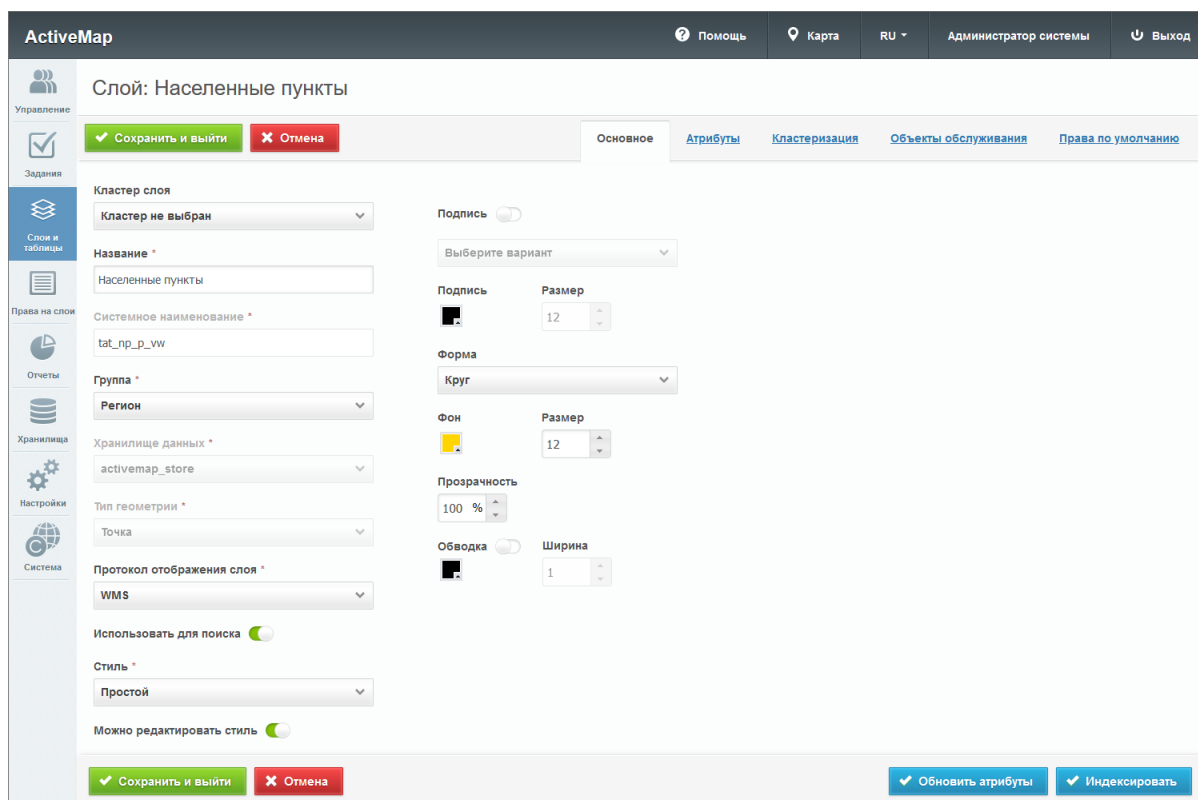 ActiveMap
Помощь
Карта
RU
Администратор системы
Выход
Управление
Задания
Слои и таблицы
Права на слои
Отчеты
Хранилища
Настройки
Система
Слой: Населенные пункты
Сохранить и выйти
Отмена
Основное
Атрибуты
Кластеризация
Объекты обслуживания
Права по умолчанию
Кластер слоя
Кластер не выбран
Название *
Населенные пункты
Системное наименование *
tat_np_p_vw
Группа *
Регион
Хранилище данных *
activemap_store
Тип геометрии *
Точка
Протокол отображения слоя *
WMS
Использовать для поиска
Стиль *
Простой
Можно редактировать стиль
Подпись
Выберите вариант
Подпись
Размер
12
Форма
Круг
Фон
Размер
12
Прозрачность
100 %
Обводка
Ширина
1
Сохранить и выйти
Отмена
Обновить атрибуты
Индексировать